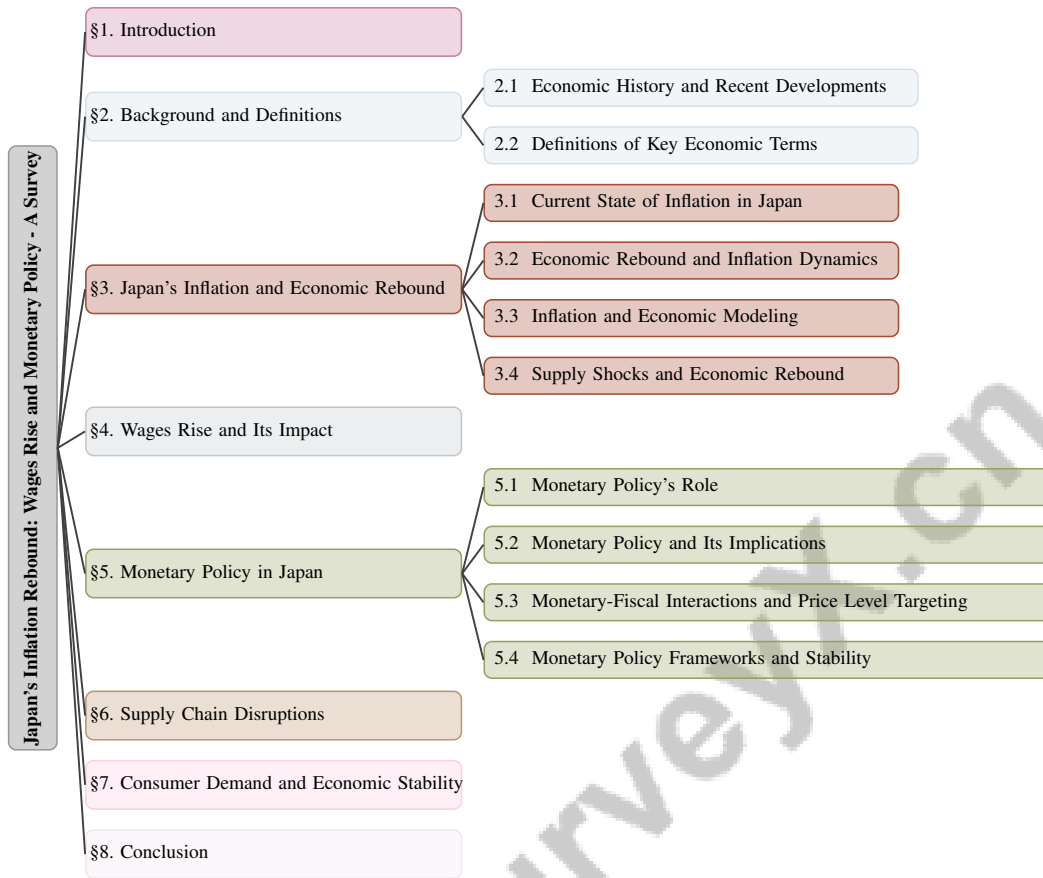 Japan's Inflation Rebound: Wages Rise and Monetary Policy - A Survey
§1. Introduction
§2. Background and Definitions
2.1 Economic History and Recent Developments
2.2 Definitions of Key Economic Terms
§3. Japan's Inflation and Economic Rebound
3.1 Current State of Inflation in Japan
3.2 Economic Rebound and Inflation Dynamics
3.3 Inflation and Economic Modeling
3.4 Supply Shocks and Economic Rebound
§4. Wages Rise and Its Impact
§5. Monetary Policy in Japan
5.1 Monetary Policy's Role
5.2 Monetary Policy and Its Implications
5.3 Monetary-Fiscal Interactions and Price Level Targeting
5.4 Monetary Policy Frameworks and Stability
§6. Supply Chain Disruptions
§7. Consumer Demand and Economic Stability
§8. Conclusion
urveyx.cn